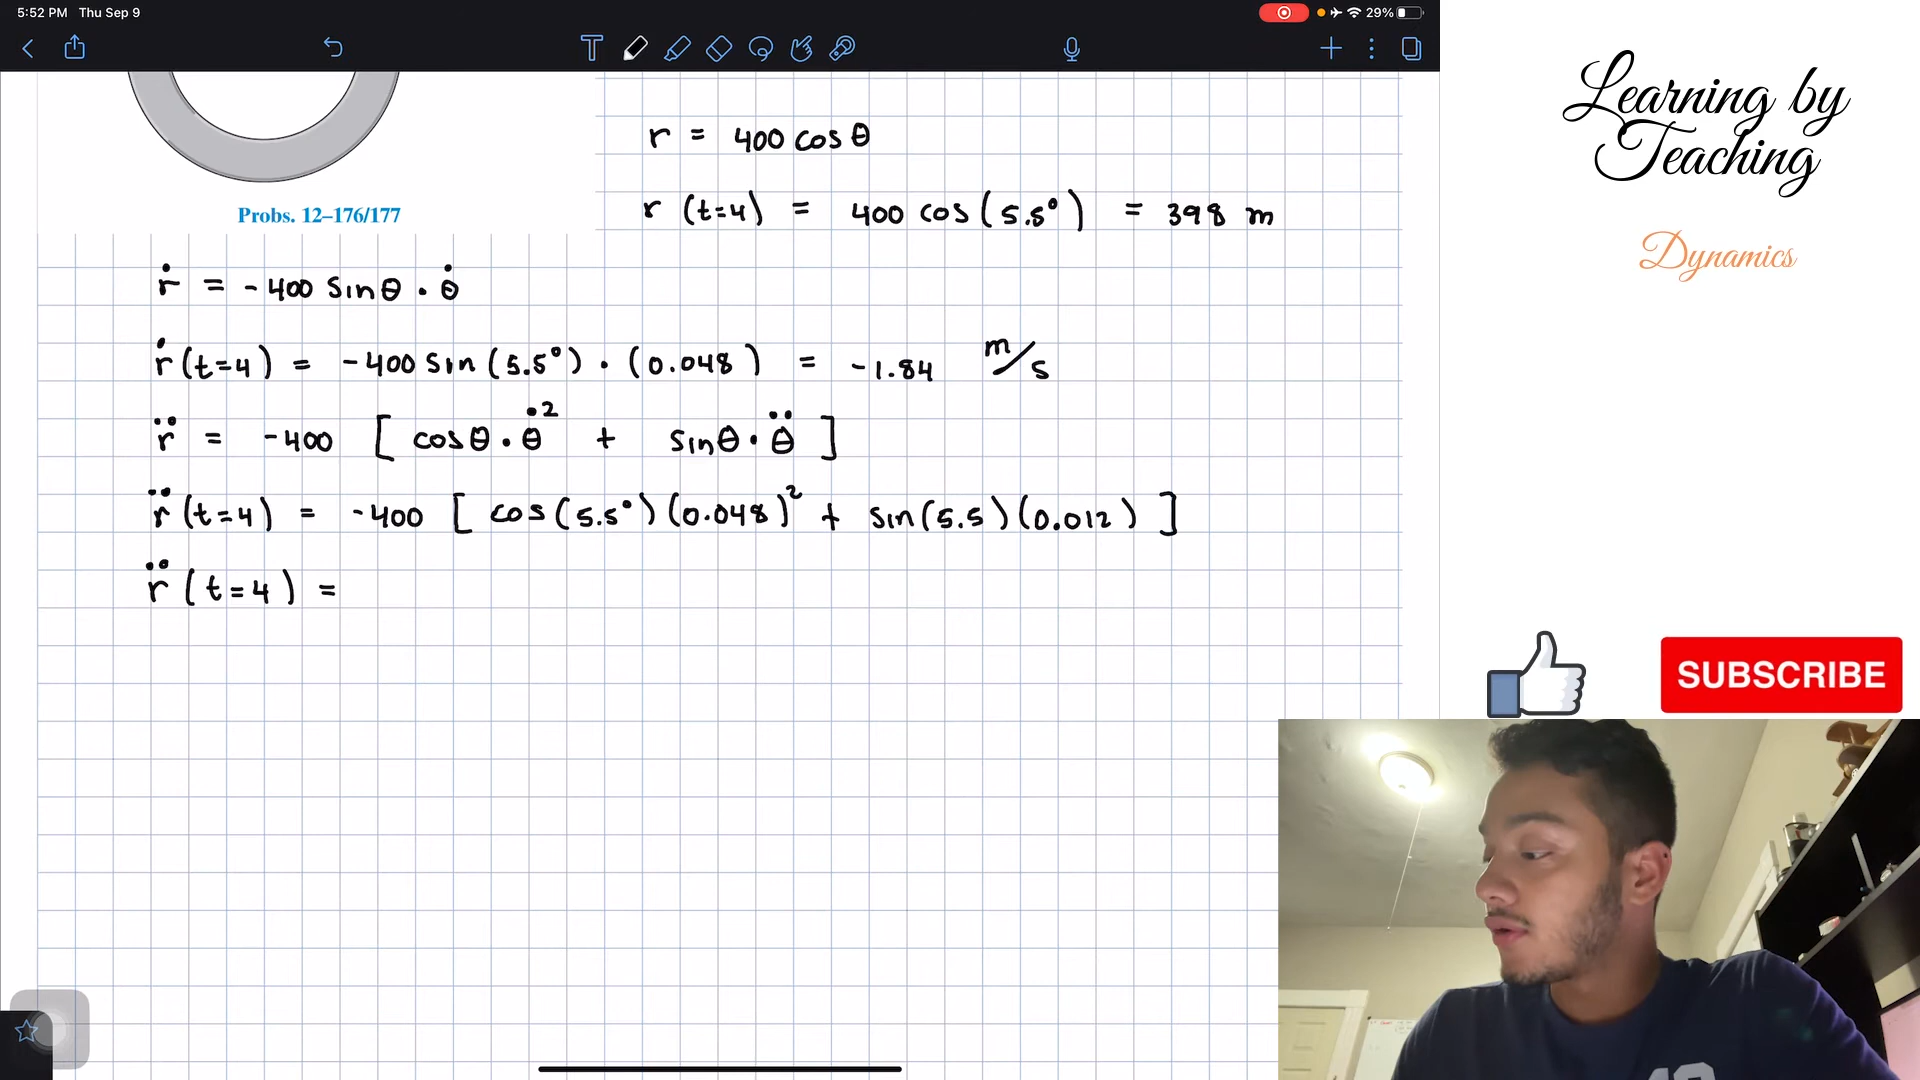 5:52 PM Thu Sep 9
29%
Learning by
Teaching
Dynamics
r = 400 cos θ
Probs. 12–176/177
r (t=4) = 400 cos(5.5°) = 398 m
ṙ = -400 sinθ · θ̇
ṙ(t=4) = -400 sin(5.5°) · (0.048) = -1.84 m/s
r̈ = -400 [ cosθ · θ̇² + sinθ · θ̈ ]
r̈(t=4) = -400 [ cos(5.5°)(0.048)² + sin(5.5)(0.012) ]
r̈(t=4) =
SUBSCRIBE